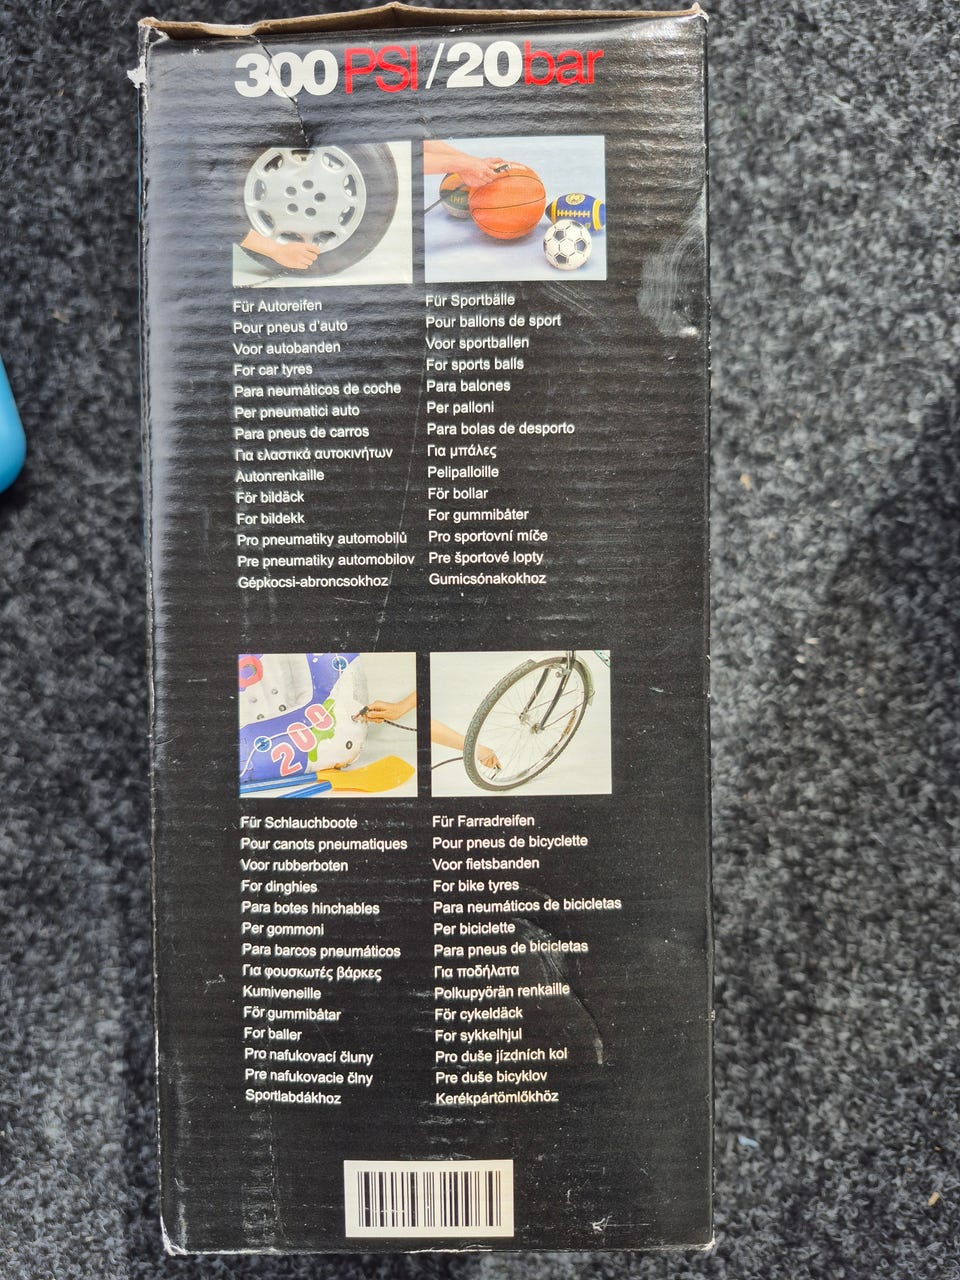 300 PSI/20bar
Für Autoreifen
Pour pneus d'auto
Voor autobanden
For car tyres
Para neumáticos de coche
Per pneumatici auto
Para pneus de carros
Για ελαστικά αυτοκινήτων
Autonrenkaille
För bildäck
For bildekk
Pro pneumatiky automobilů
Pre pneumatiky automobilov
Gépkocsi-abroncsokhoz
Für Sportbälle
Pour ballons de sport
Voor sportballen
For sports balls
Para balones
Per palloni
Para bolas de desporto
Για μπάλες
Pelipalloille
För bollar
For gummibåter
Pro sportovní míče
Pre športové lopty
Gumicsónakokhoz
200
Für Schlauchboote
Pour canots pneumatiques
Voor rubberboten
For dinghies
Para botes hinchables
Per gommoni
Para barcos pneumáticos
Για φουσκωτές βάρκες
Kumiveneille
För gummibåtar
For baller
Pro nafukovací čluny
Pre nafukovacie člny
Sportlabdákhoz
Für Farradreifen
Pour pneus de bicyclette
Voor fietsbanden
For bike tyres
Para neumáticos de bicicletas
Per biciclette
Para pneus de bicicletas
Για ποδήλατα
Polkupyörän renkaille
För cykeldäck
For sykkelhjul
Pro duše jízdních kol
Pre duše bicyklov
Kerékpártömlőkhöz